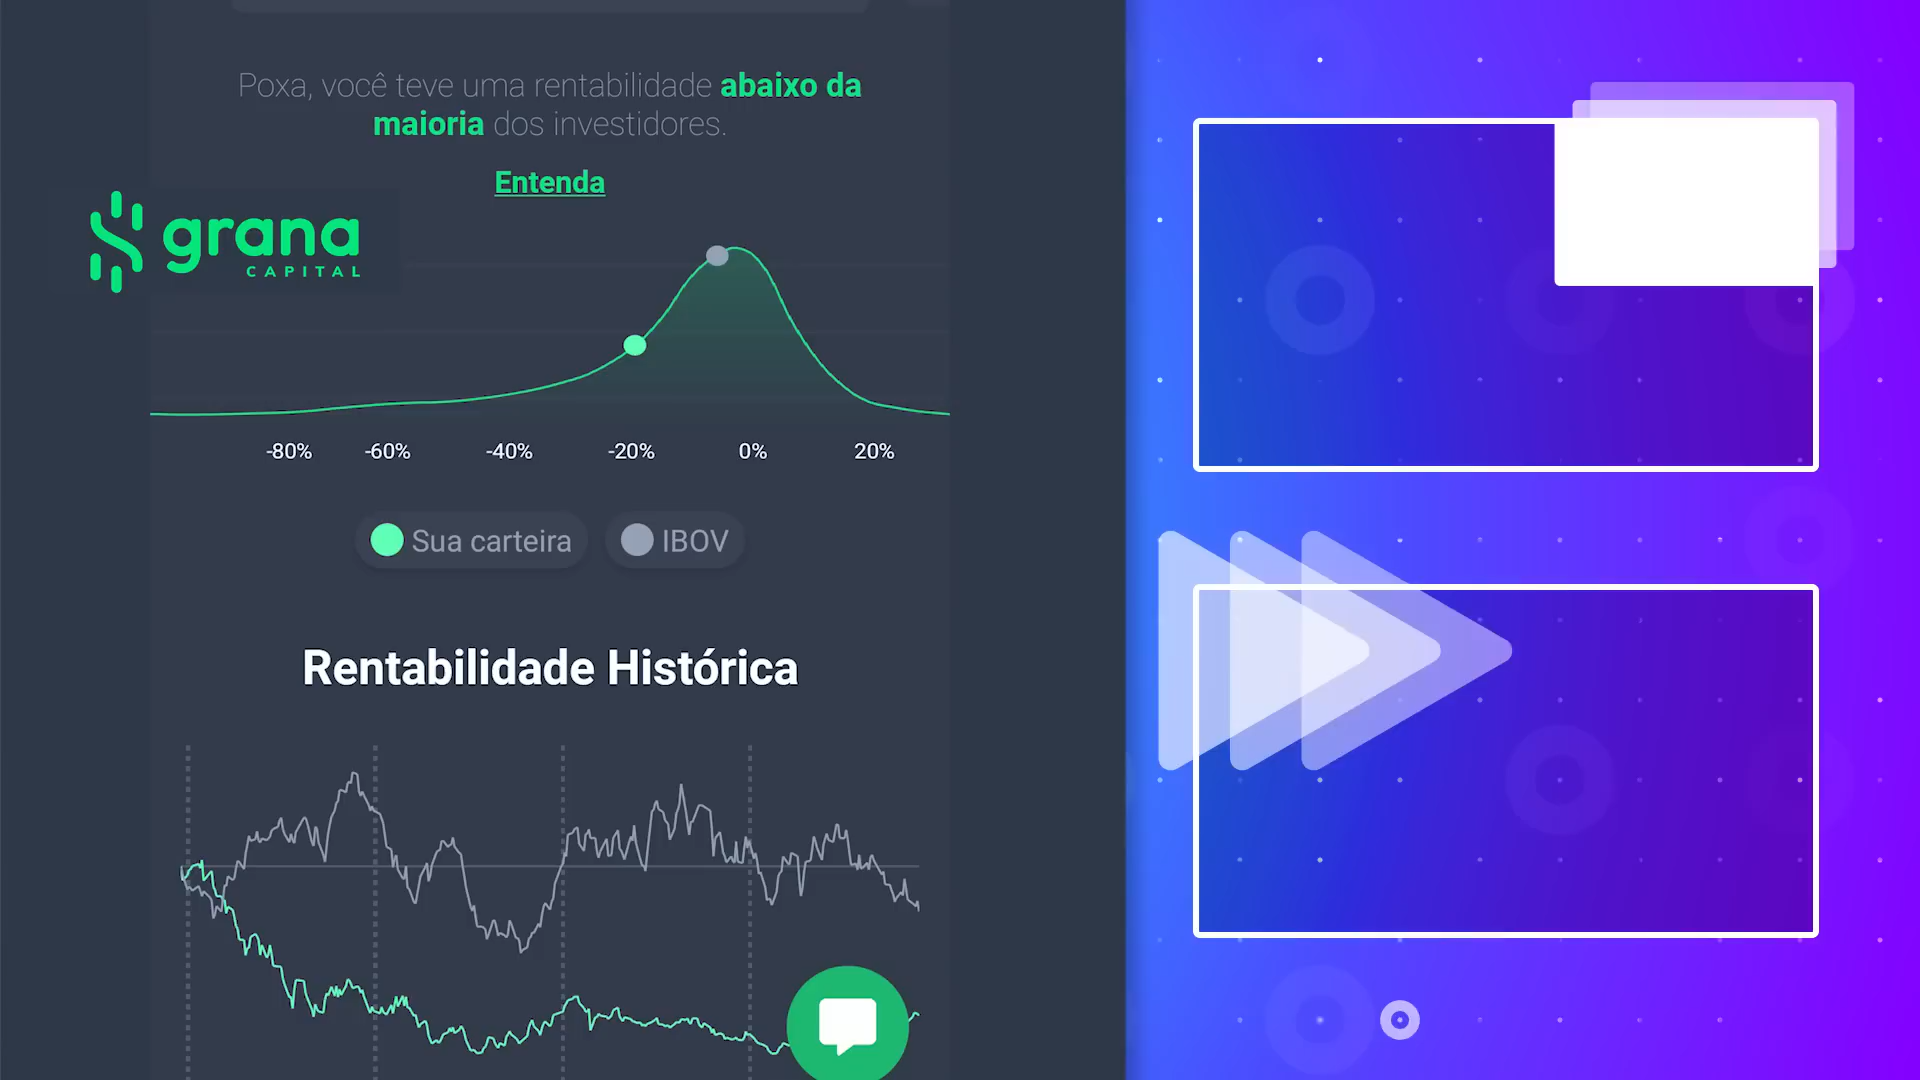 Poxa, você teve uma rentabilidade abaixo da
maioria dos investidores.
Entenda
grana
CAPITAL
-80% -60% -40% -20% 0% 20%
Sua carteira IBOV
Rentabilidade Histórica